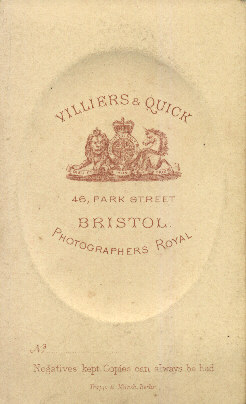 VILLIERS & QUICK
46, PARK STREET
BRISTOL
PHOTOGRAPHERS ROYAL
No
Negatives kept Copies can always be had